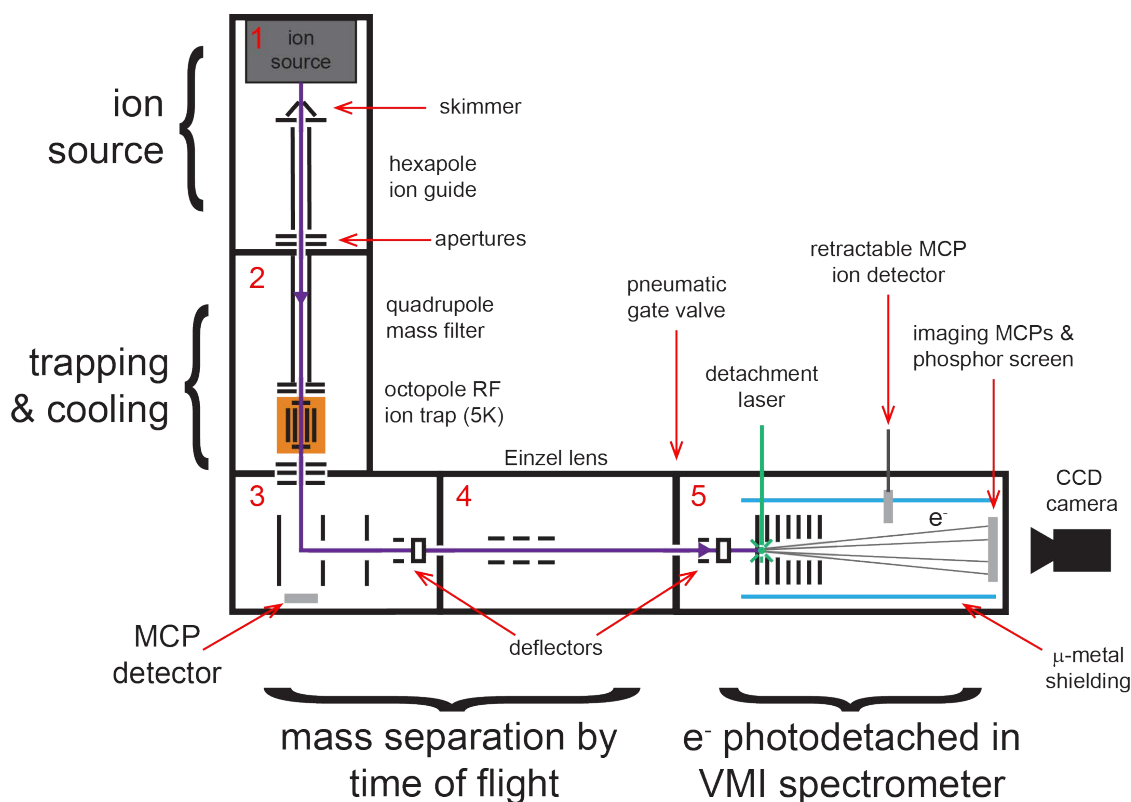 1
ion
source
skimmer
ion
source
hexapole
ion guide
apertures
2
quadrupole
mass filter
trapping
& cooling
octopole RF
ion trap (5K)
pneumatic
gate valve
retractable MCP
ion detector
imaging MCPs &
phosphor screen
detachment
laser
Einzel lens
3
4
5
e-
CCD
camera
MCP
detector
deflectors
μ-metal
shielding
mass separation by
time of flight
e- photodetached in
VMI spectrometer